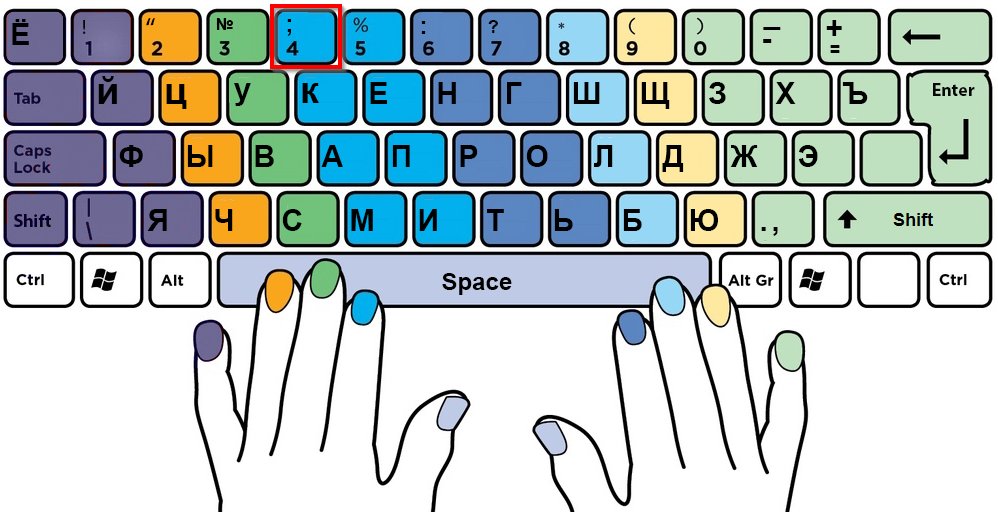 Ё ! 1 “ 2 № 3 ; 4 % 5 : 6 ? 7 * 8 ( 9 ) 0 — - + =
Tab Й Ц У К Е Н Г Ш Щ З Х Ъ Enter
Caps Lock Ф Ы В А П Р О Л Д Ж Э
Shift | \ Я Ч С М И Т Ь Б Ю . , Shift
Ctrl Alt Space Alt Gr Ctrl